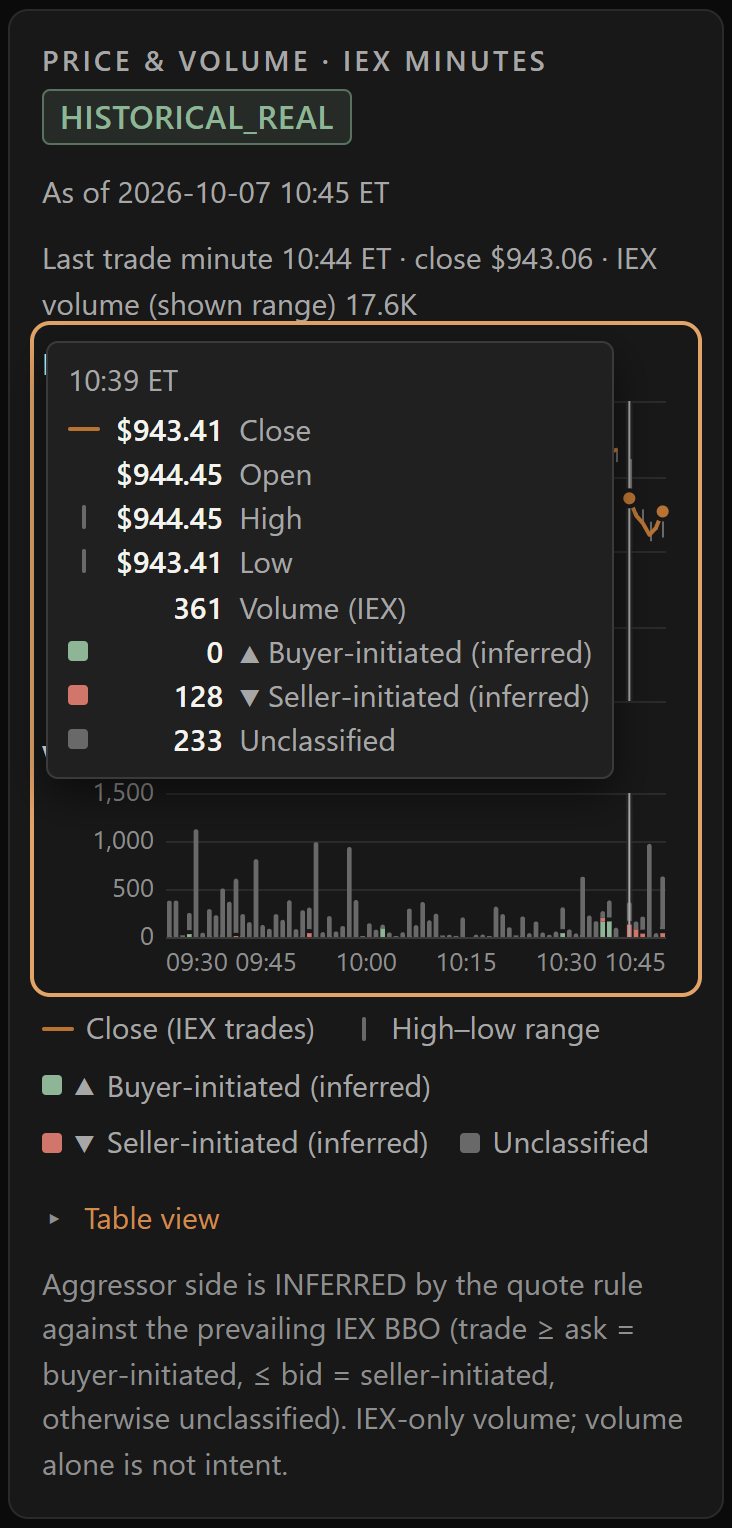 PRICE & VOLUME · IEX MINUTES
HISTORICAL_REAL
As of 2026-10-07 10:45 ET
Last trade minute 10:44 ET · close $943.06 · IEX
volume (shown range) 17.6K
10:39 ET
$943.41 Close
$944.45 Open
$944.45 High
$943.41 Low
361 Volume (IEX)
0 ▲ Buyer-initiated (inferred)
128 ▼ Seller-initiated (inferred)
233 Unclassified
1,500
1,000
500
0
09:30 09:45 10:00 10:15 10:30 10:45
Close (IEX trades) High–low range
▲ Buyer-initiated (inferred)
▼ Seller-initiated (inferred) Unclassified
▸ Table view
Aggressor side is INFERRED by the quote rule
against the prevailing IEX BBO (trade ≥ ask =
buyer-initiated, ≤ bid = seller-initiated,
otherwise unclassified). IEX-only volume; volume
alone is not intent.